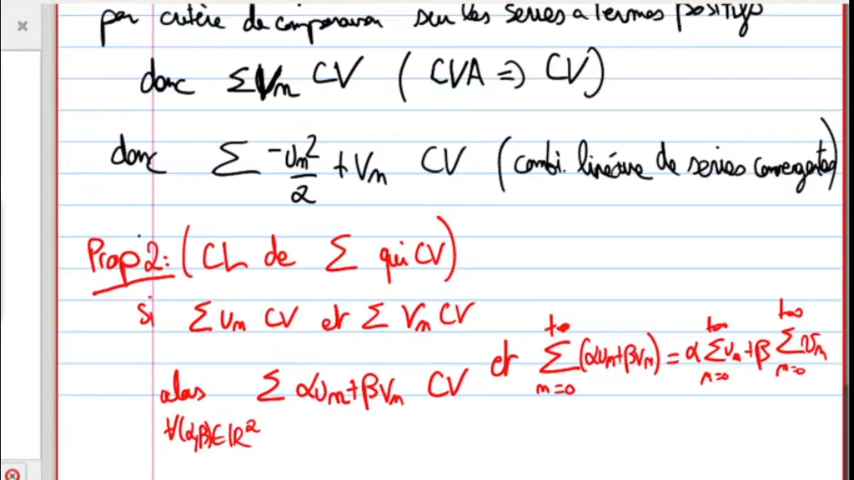 par critère de comparaison sur les séries à termes positifs
donc ΣVn CV ( CVA => CV)
donc Σ -Un²/2 + Vn CV (combi. linéaire de séries convergentes)
Prop 2: (CL de Σ qui CV)
si ΣUn CV et ΣVn CV
alors Σ αUn+βVn CV et Σ_{n=0}^{+∞} (αUn+βVn) = α Σ_{n=0}^{+∞} Un + β Σ_{n=0}^{+∞} Vn
∀(α,β)∈ℝ²